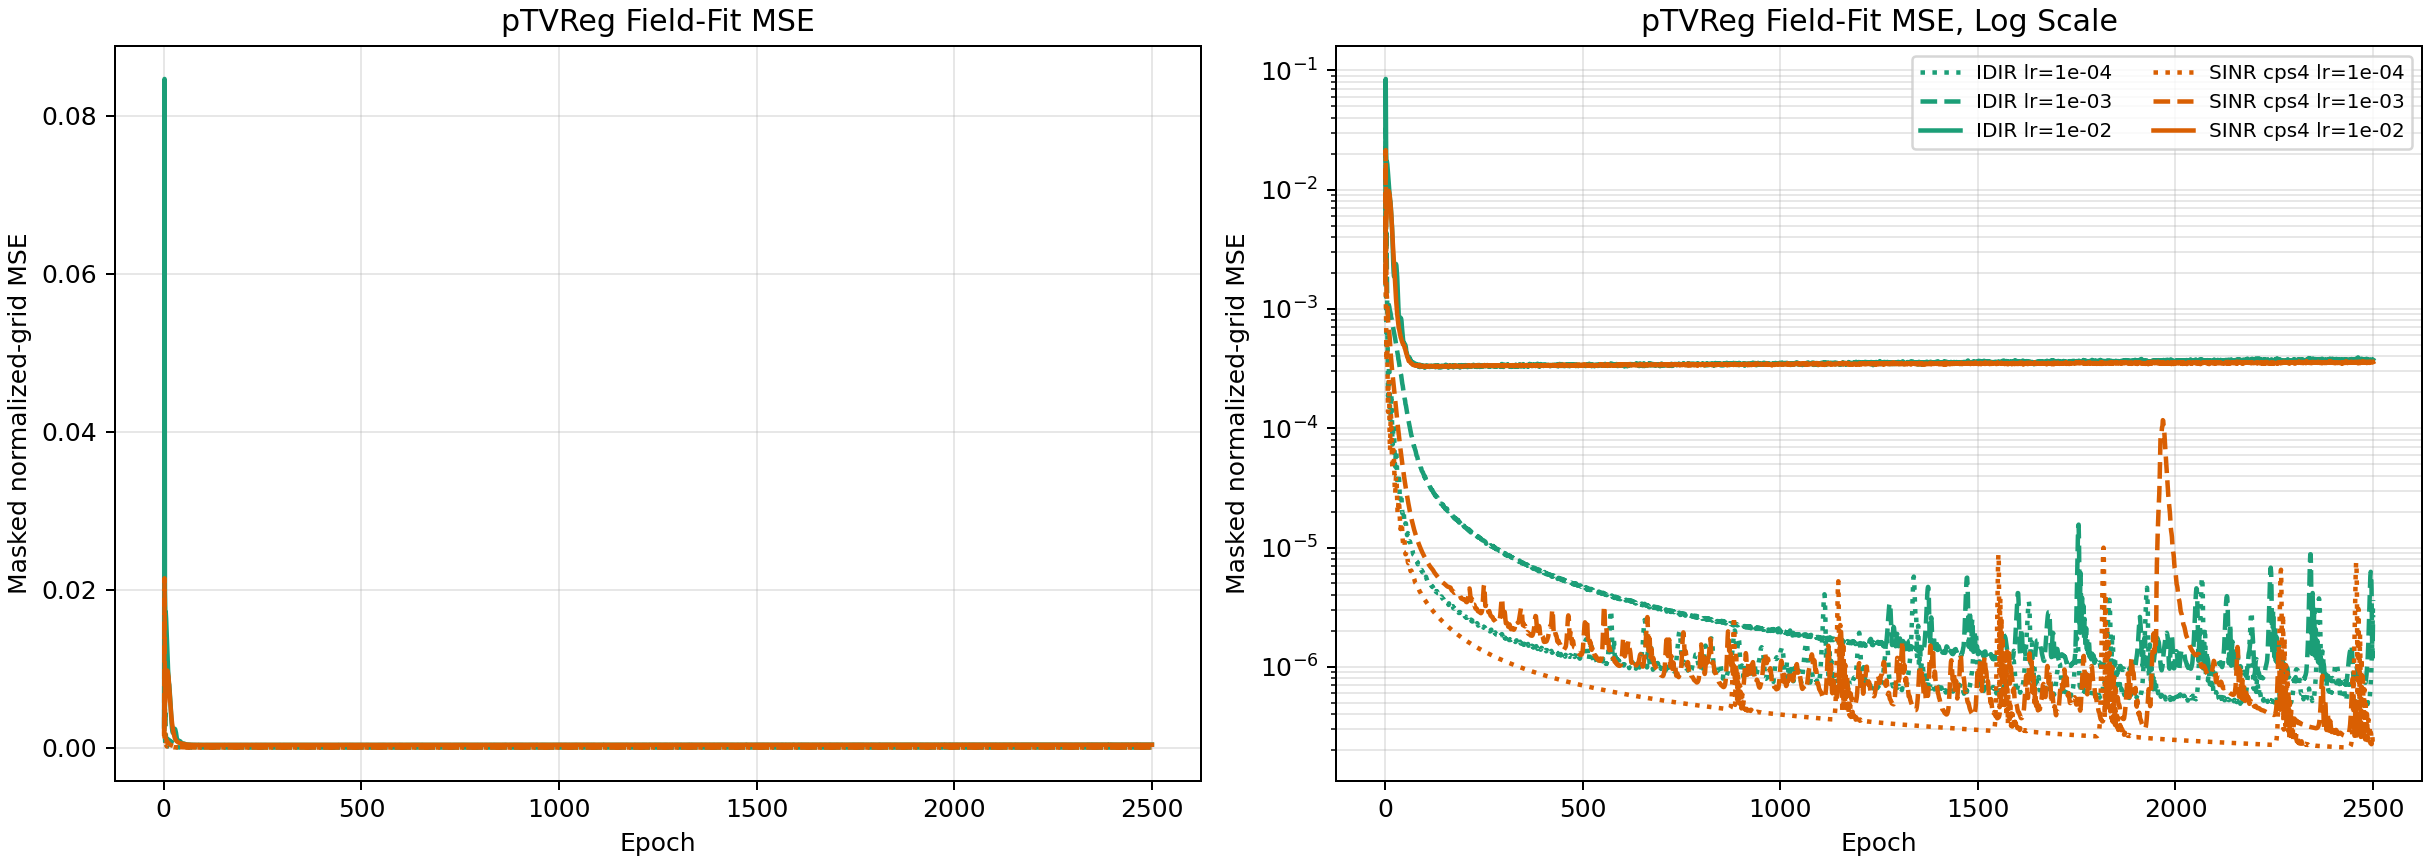 pTVReg Field-Fit MSE
Masked normalized-grid MSE
0.08
0.06
0.04
0.02
0.00
0 500 1000 1500 2000 2500
Epoch
pTVReg Field-Fit MSE, Log Scale
Masked normalized-grid MSE
10⁻¹
10⁻²
10⁻³
10⁻⁴
10⁻⁵
10⁻⁶
IDIR lr=1e-04 SINR cps4 lr=1e-04
IDIR lr=1e-03 SINR cps4 lr=1e-03
IDIR lr=1e-02 SINR cps4 lr=1e-02
0 500 1000 1500 2000 2500
Epoch